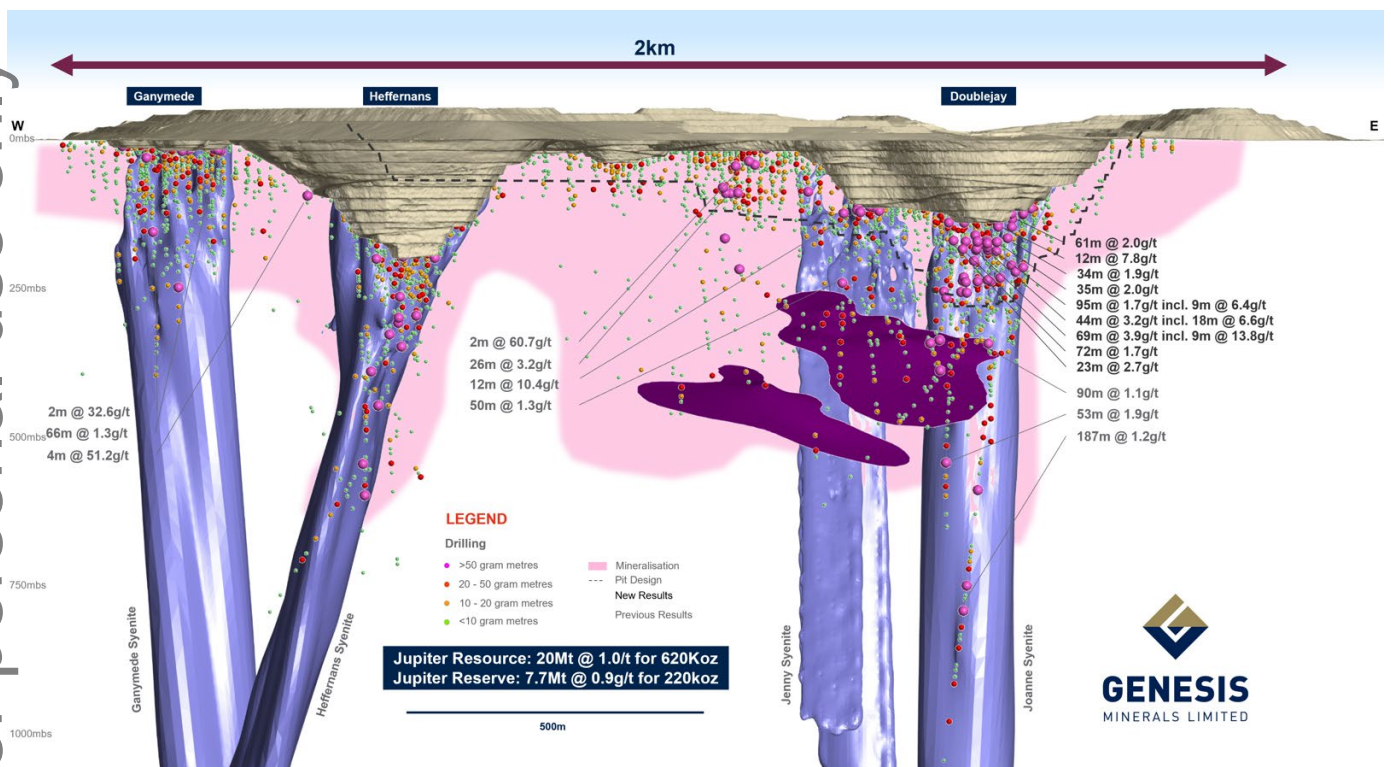 2km
Ganymede
Heffernans
Doublejay
W
E
0mbs
250mbs
500mbs
750mbs
1000mbs
61m @ 2.0g/t
12m @ 7.8g/t
34m @ 1.9g/t
35m @ 2.0g/t
95m @ 1.7g/t incl. 9m @ 6.4g/t
44m @ 3.2g/t incl. 18m @ 6.6g/t
69m @ 3.9g/t incl. 9m @ 13.8g/t
72m @ 1.7g/t
23m @ 2.7g/t
90m @ 1.1g/t
53m @ 1.9g/t
187m @ 1.2g/t
2m @ 60.7g/t
26m @ 3.2g/t
12m @ 10.4g/t
50m @ 1.3g/t
2m @ 32.6g/t
66m @ 1.3g/t
4m @ 51.2g/t
LEGEND
Drilling
>50 gram metres
20 - 50 gram metres
10 - 20 gram metres
<10 gram metres
Mineralisation
Pit Design
New Results
Previous Results
Ganymede Syenite
Heffernans Syenite
Jenny Syenite
Joanne Syenite
Jupiter Resource: 20Mt @ 1.0/t for 620Koz
Jupiter Reserve: 7.7Mt @ 0.9g/t for 220koz
500m
GENESIS
MINERALS LIMITED